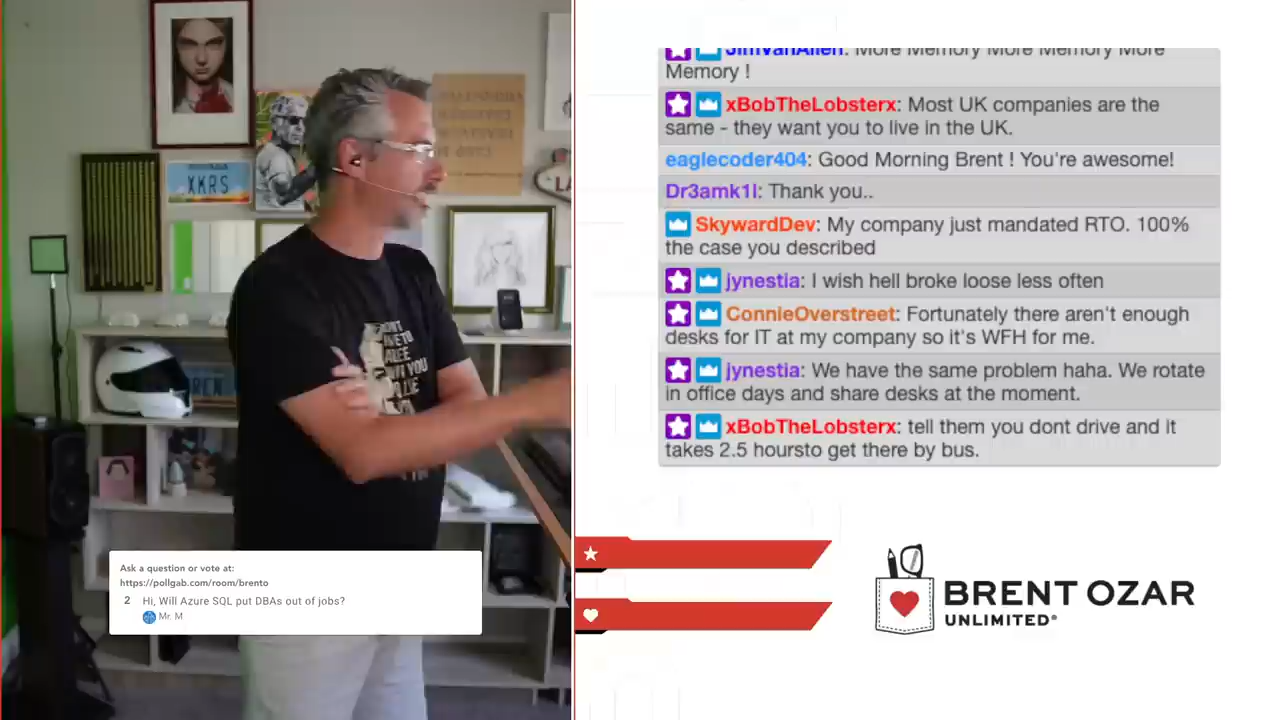 XKRS
Ask a question or vote at:
https://pollgab.com/room/brento
2 Hi, Will Azure SQL put DBAs out of jobs?
Mr. M
JimVanAllen: More Memory More Memory More
Memory !
xBobTheLobsterx: Most UK companies are the
same - they want you to live in the UK.
eaglecoder404: Good Morning Brent ! You're awesome!
Dr3amk1l: Thank you..
SkywardDev: My company just mandated RTO. 100%
the case you described
jynestia: I wish hell broke loose less often
ConnieOverstreet: Fortunately there aren't enough
desks for IT at my company so it's WFH for me.
jynestia: We have the same problem haha. We rotate
in office days and share desks at the moment.
xBobTheLobsterx: tell them you dont drive and it
takes 2.5 hoursto get there by bus.
BRENT OZAR
UNLIMITED®